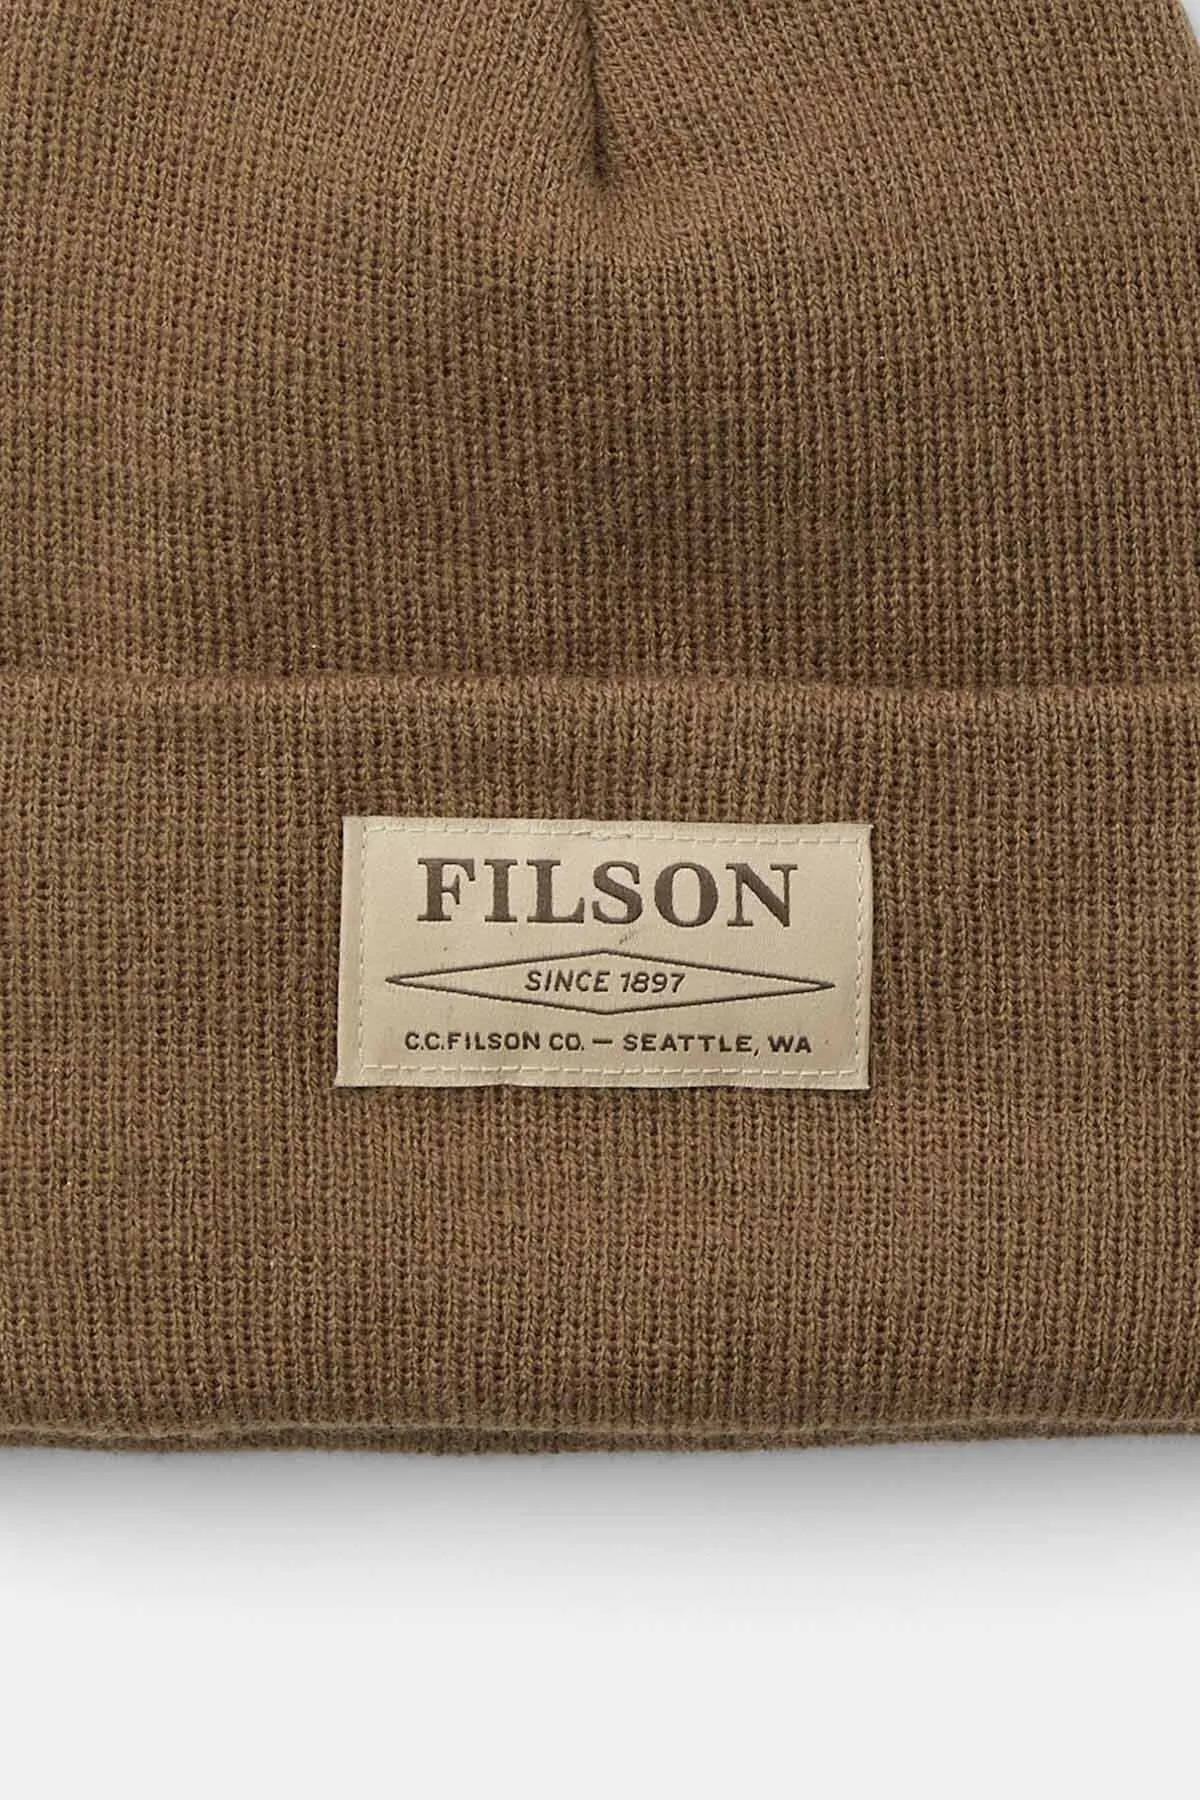 FILSON
SINCE 1897
C.C.FILSON CO. — SEATTLE, WA